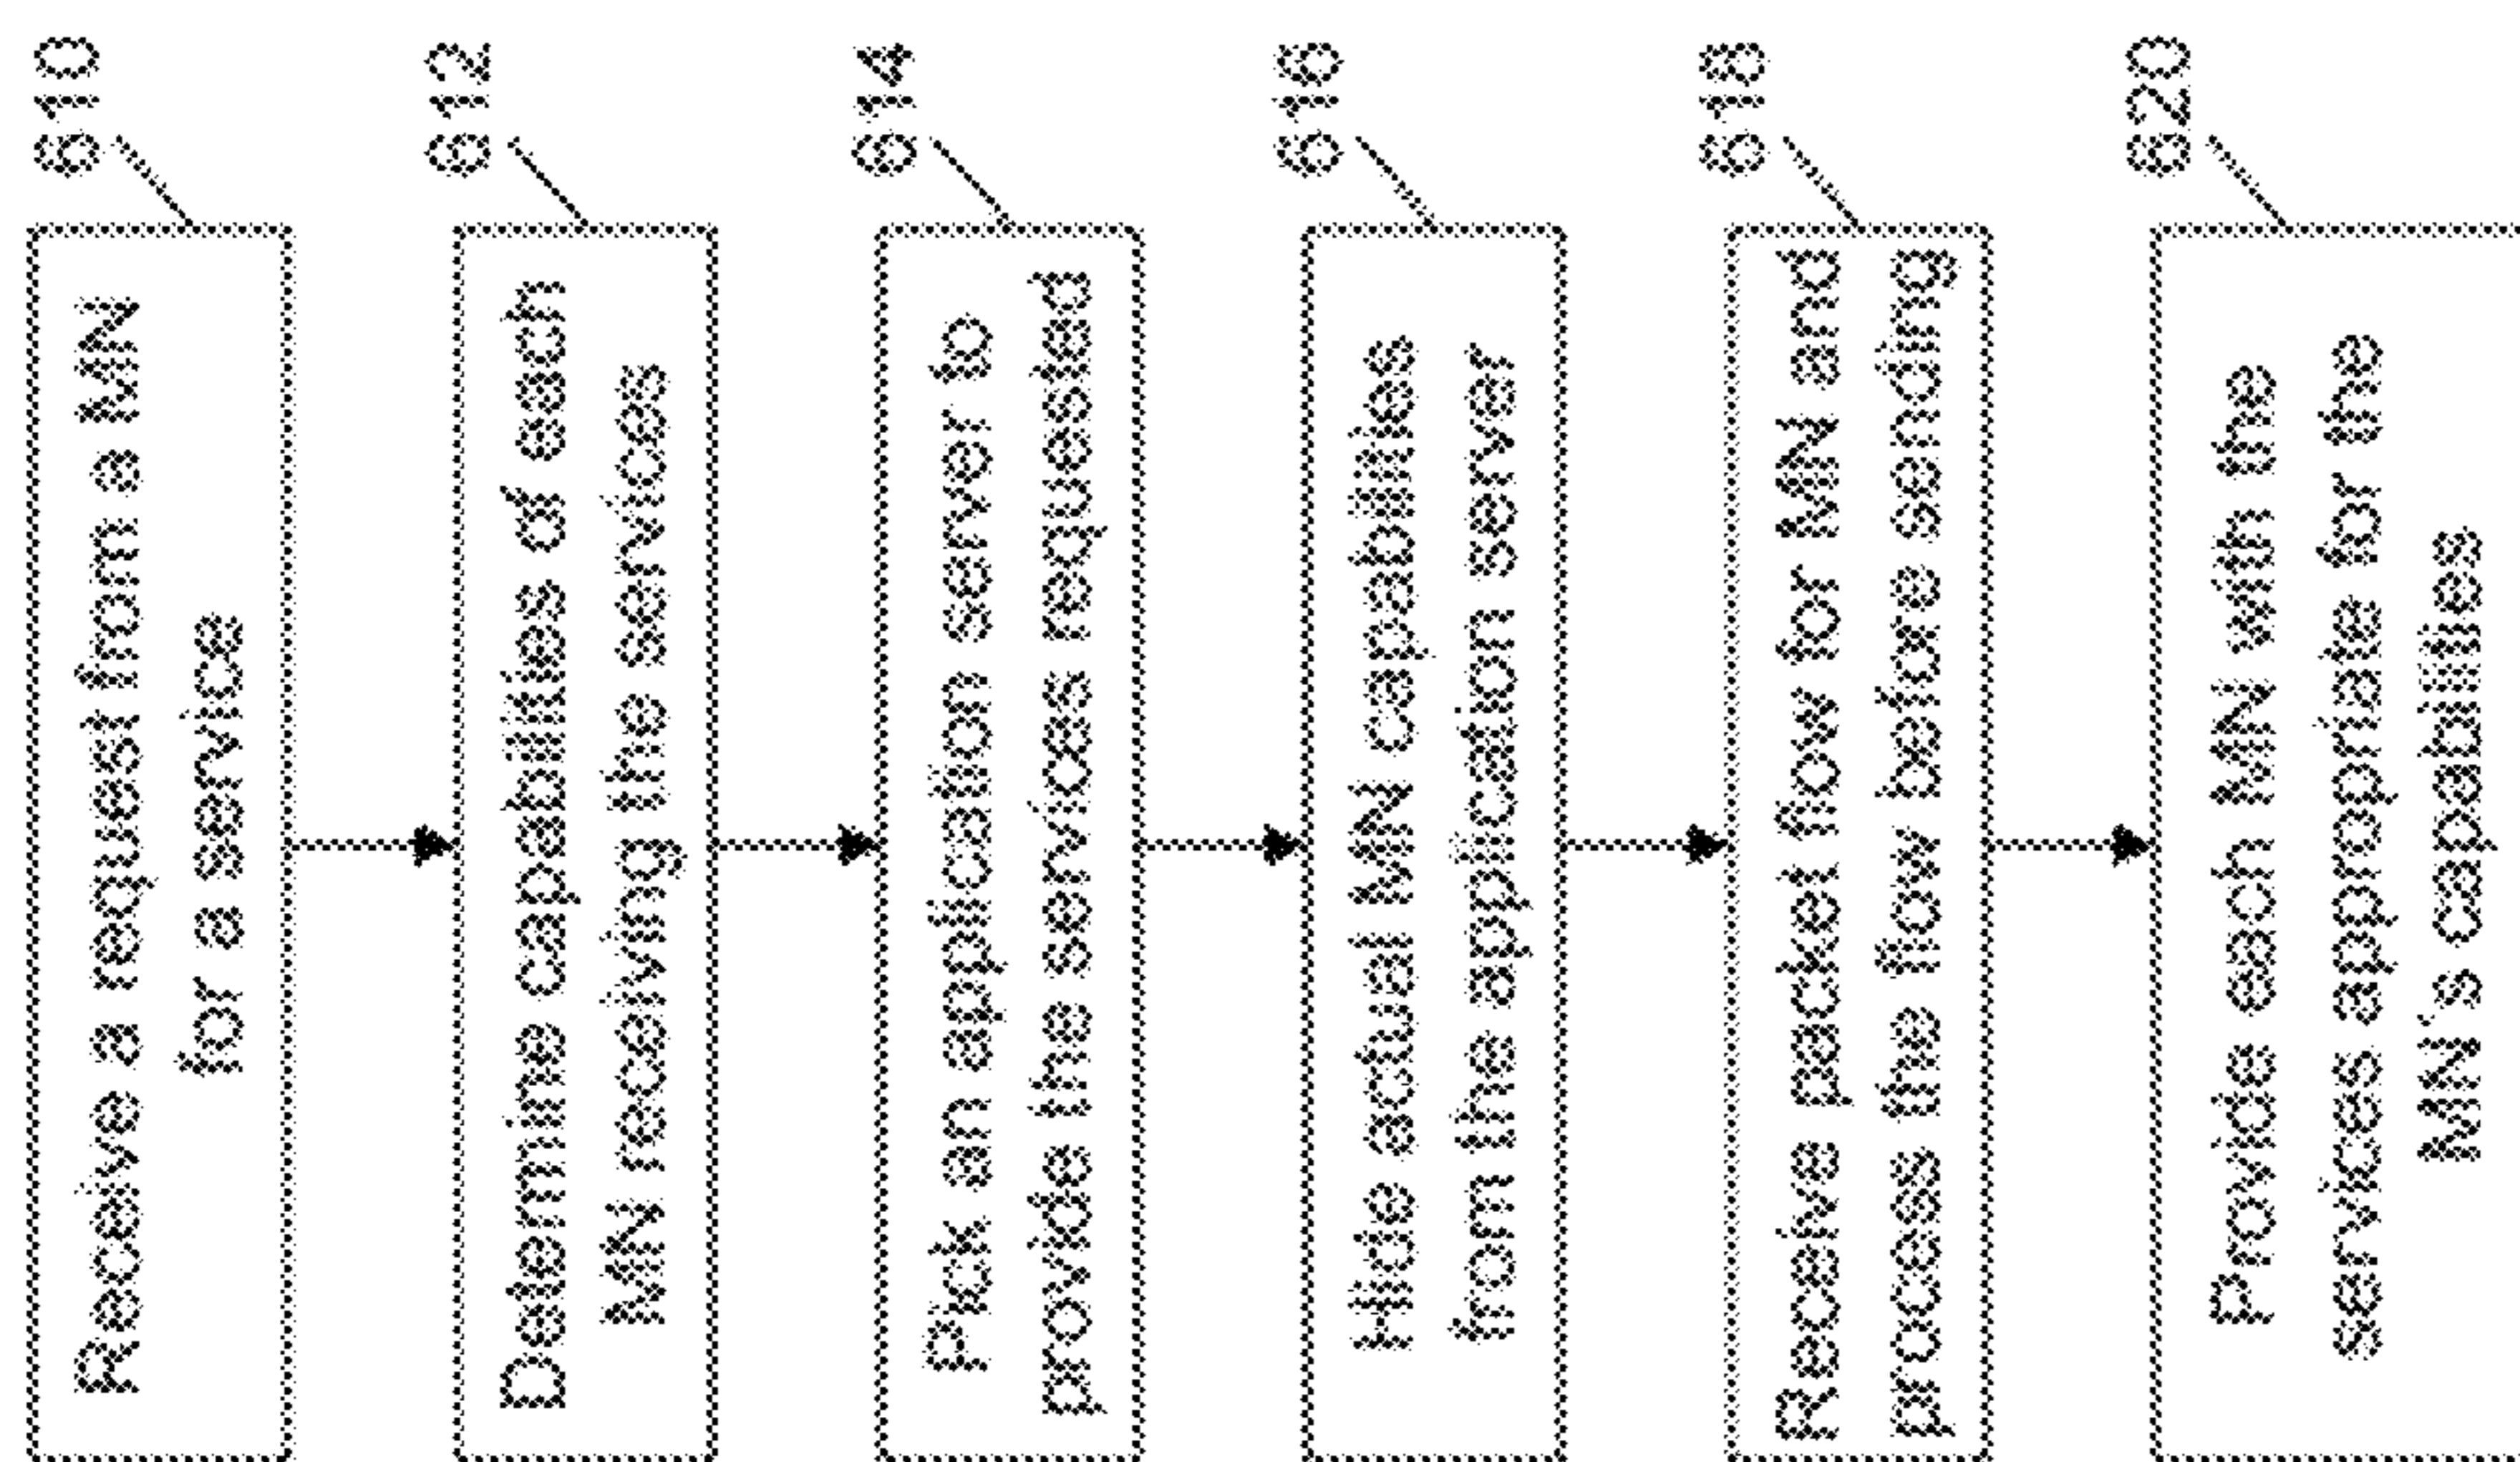 610
Receive a request from a MN
for a service
612
Determine capabilities of each
MN receiving the services
614
Pick an application server to
provide the services requested
616
Hide actual MN capabilities
from the application server
618
Receive packet flow for MN and
process the flow before sending
620
Provide each MN with the
services appropriate for the
MN's capabilities